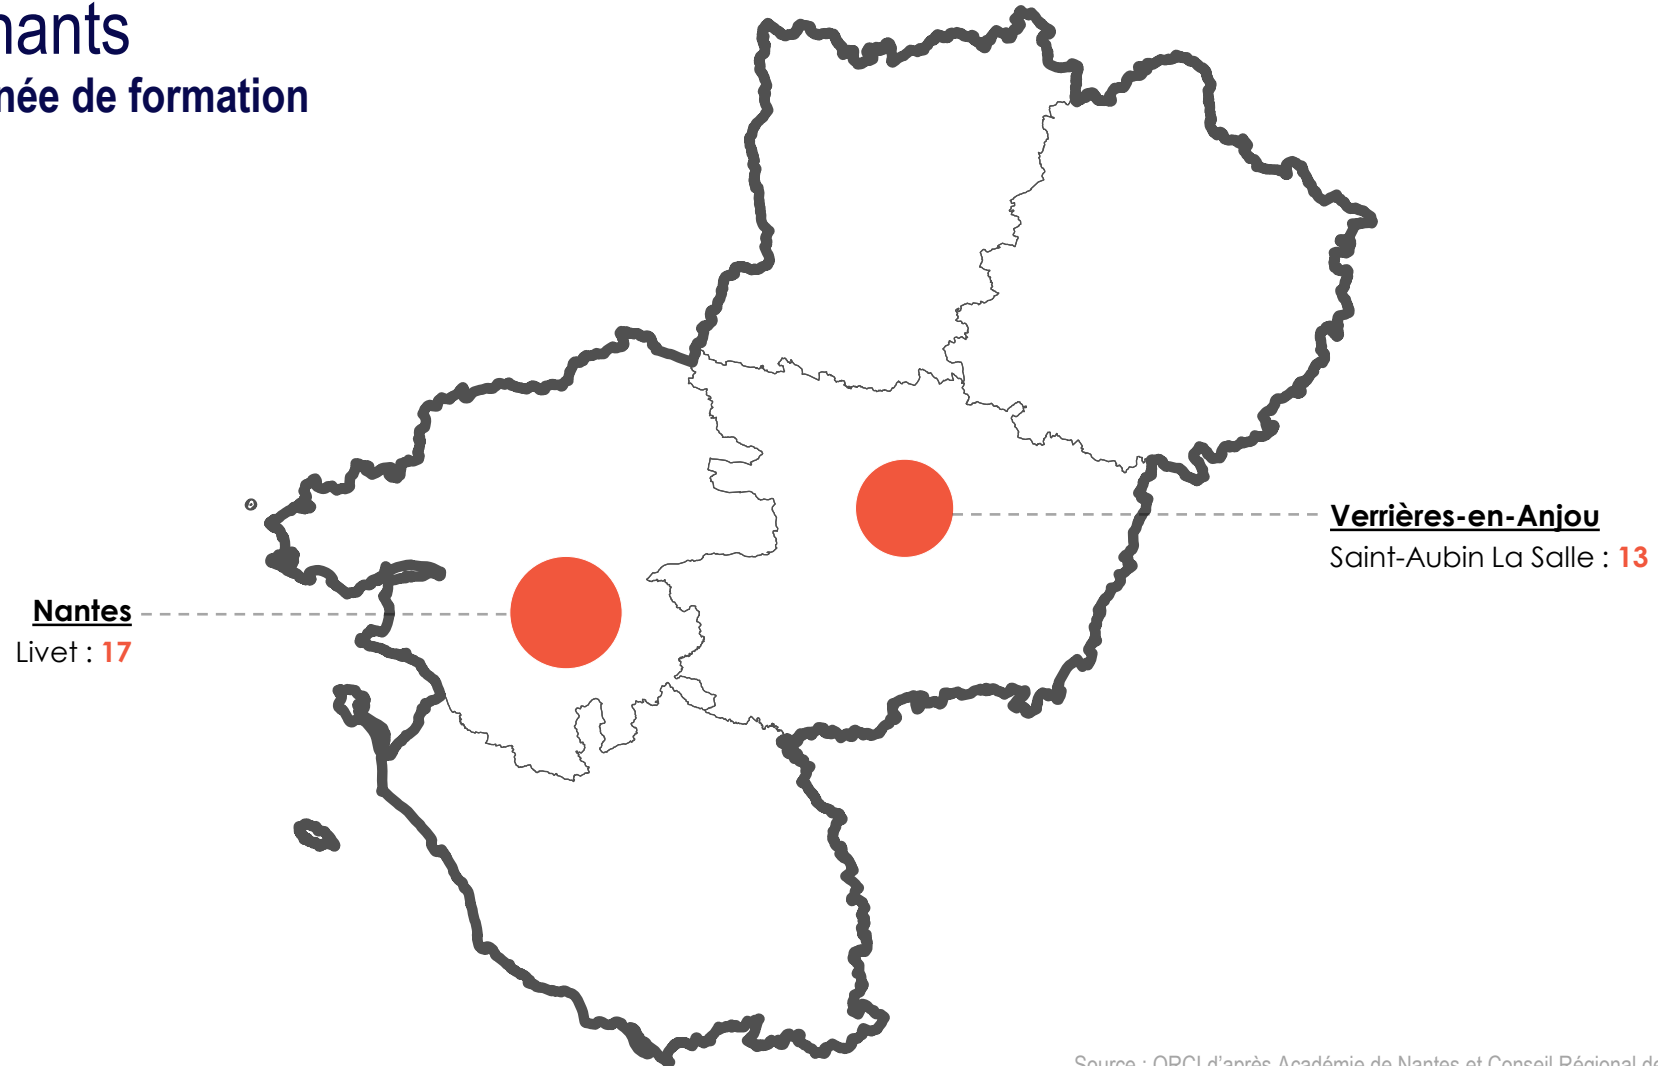 nants
née de formation
Verrières-en-Anjou
Saint-Aubin La Salle : 13
Nantes
Livet : 17
Source : ORCI d'après Académie de Nantes et Conseil Régional de